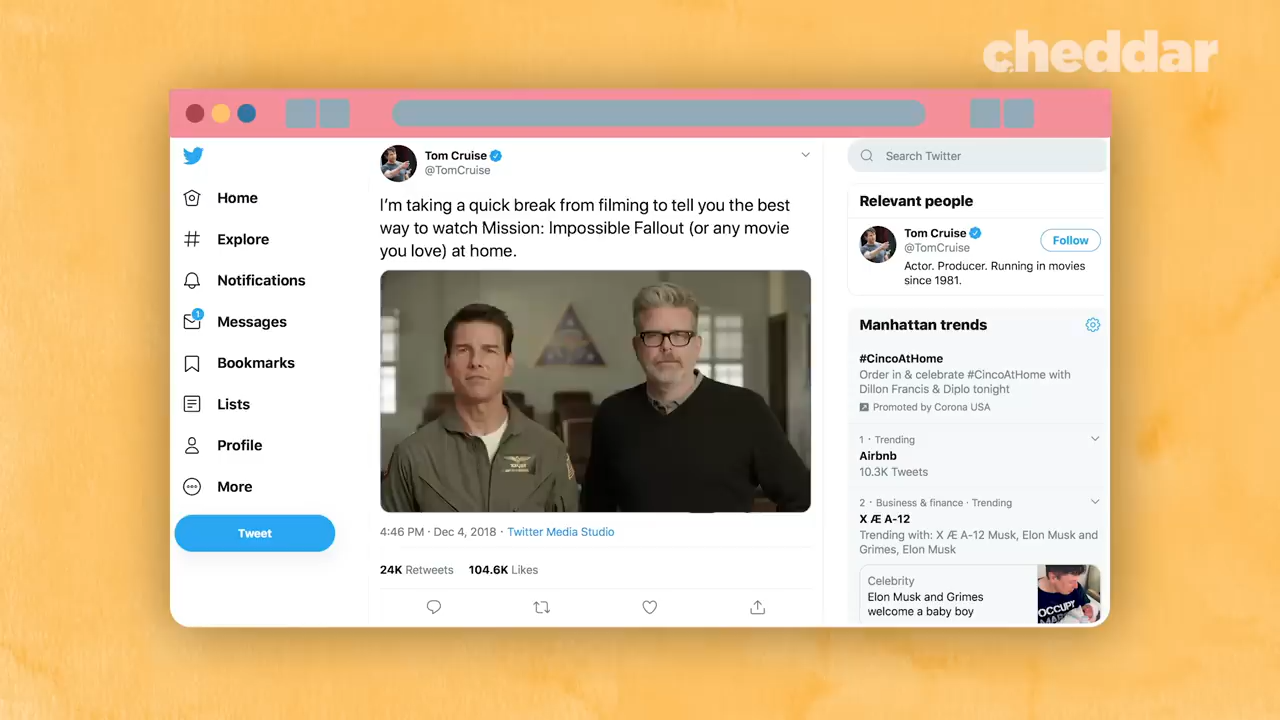 cheddar
Home
Explore
Notifications
1
Messages
Bookmarks
Lists
Profile
More
Tweet
Tom Cruise
@TomCruise
I'm taking a quick break from filming to tell you the best
way to watch Mission: Impossible Fallout (or any movie
you love) at home.
4:46 PM · Dec 4, 2018 · Twitter Media Studio
24K Retweets 104.6K Likes
Search Twitter
Relevant people
Tom Cruise
@TomCruise
Follow
Actor. Producer. Running in movies
since 1981.
Manhattan trends
#CincoAtHome
Order in & celebrate #CincoAtHome with
Dillon Francis & Diplo tonight
Promoted by Corona USA
1 · Trending
Airbnb
10.3K Tweets
2 · Business & finance · Trending
X Æ A-12
Trending with: X Æ A-12 Musk, Elon Musk and
Grimes, Elon Musk
Celebrity
Elon Musk and Grimes
welcome a baby boy
OCCUPY